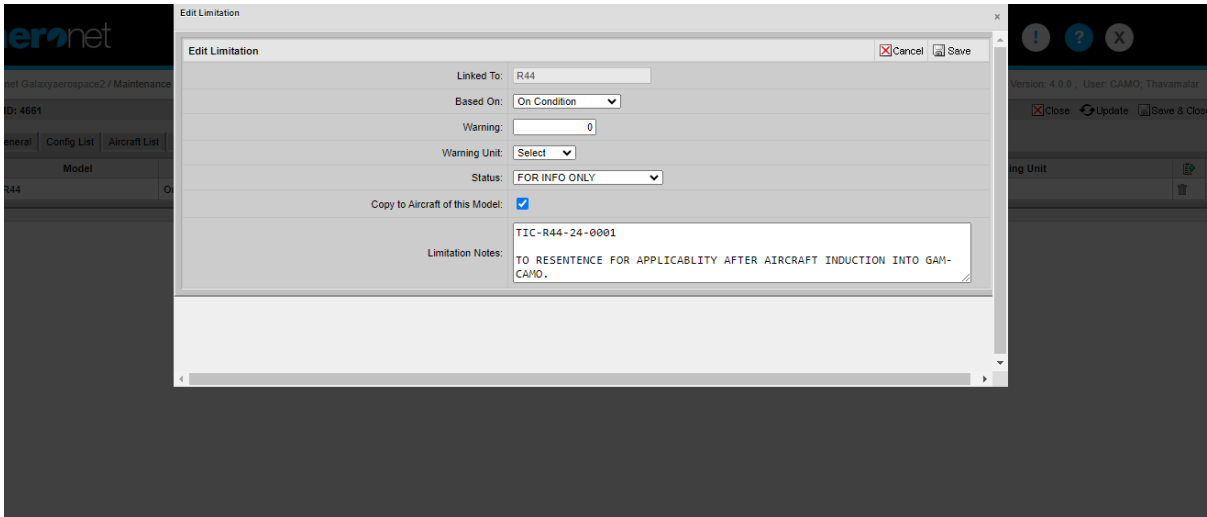 Edit Limitation
×
eronet
! ? X
Edit Limitation
Cancel Save
net Galaxyaerospace2 / Maintenance
Version: 4.0.0 , User: CAMO; Thavamalar
Linked To: R44
ID: 4661
Close Update Save & Close
Based On: On Condition
Warning: 0
eneral Config List Aircraft List
Warning Unit: Select
Model
ing Unit
Status: FOR INFO ONLY
R44
Copy to Aircraft of this Model:
Limitation Notes:
TIC-R44-24-0001
TO RESENTENCE FOR APPLICABLITY AFTER AIRCRAFT INDUCTION INTO GAM-
CAMO.